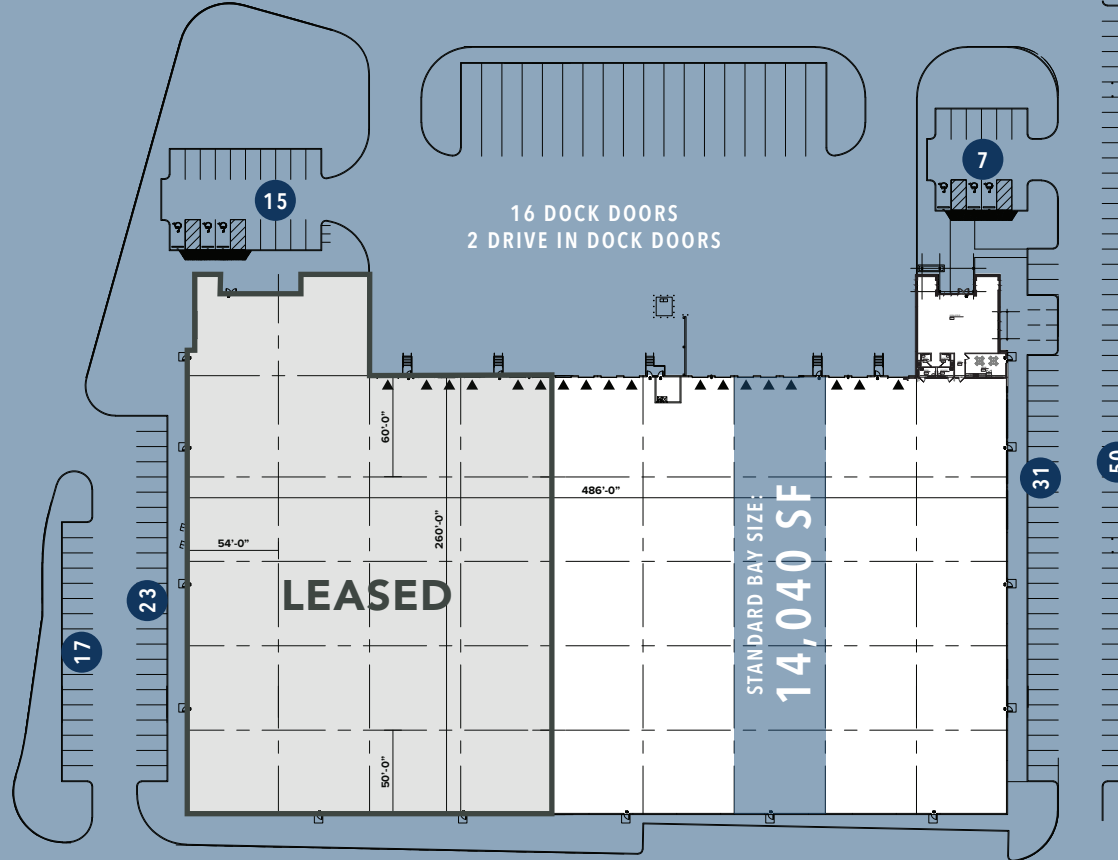 7
15
16 DOCK DOORS
2 DRIVE IN DOCK DOORS
60'-0"
486'-0"
260'-0"
54'-0"
LEASED
STANDARD BAY SIZE:
14,040 SF
31
50
23
17
50'-0"